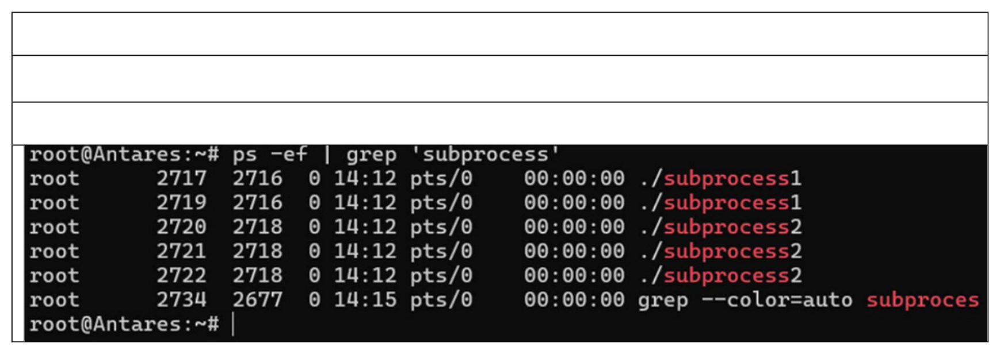 root@Antares:~# ps -ef | grep 'subprocess'
root 2717 2716 0 14:12 pts/0 00:00:00 ./subprocess1
root 2719 2716 0 14:12 pts/0 00:00:00 ./subprocess1
root 2720 2718 0 14:12 pts/0 00:00:00 ./subprocess2
root 2721 2718 0 14:12 pts/0 00:00:00 ./subprocess2
root 2722 2718 0 14:12 pts/0 00:00:00 ./subprocess2
root 2734 2677 0 14:15 pts/0 00:00:00 grep --color=auto subproces
root@Antares:~#